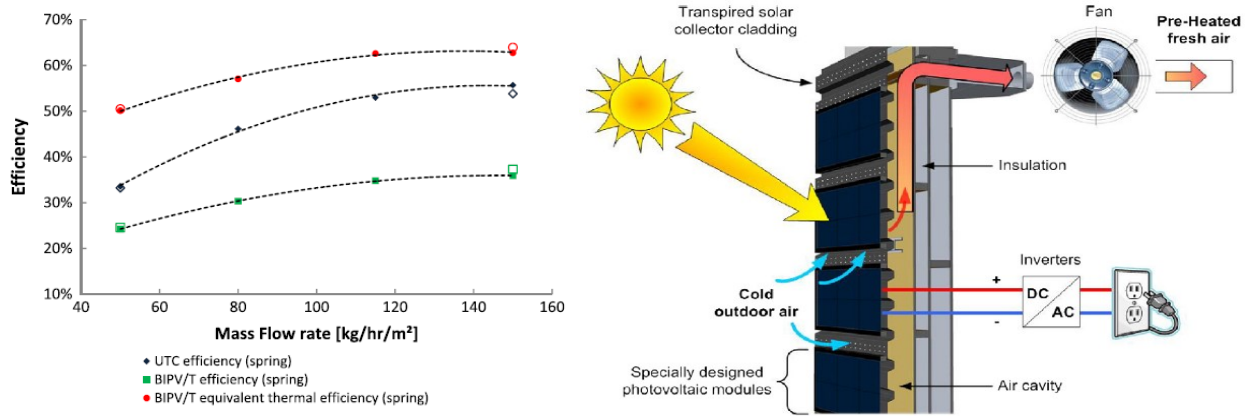 70%
60%
50%
40%
30%
20%
10%
Efficiency
40
60
80
100
120
140
160
Mass Flow rate [kg/hr/m²]
UTC efficiency (spring)
BIPV/T efficiency (spring)
BIPV/T equivalent thermal efficiency (spring)
Transpired solar
collector cladding
Fan
Pre-Heated
fresh air
Insulation
Cold
outdoor air
Inverters
+
DC
AC
-
Specially designed
photovoltaic modules
Air cavity